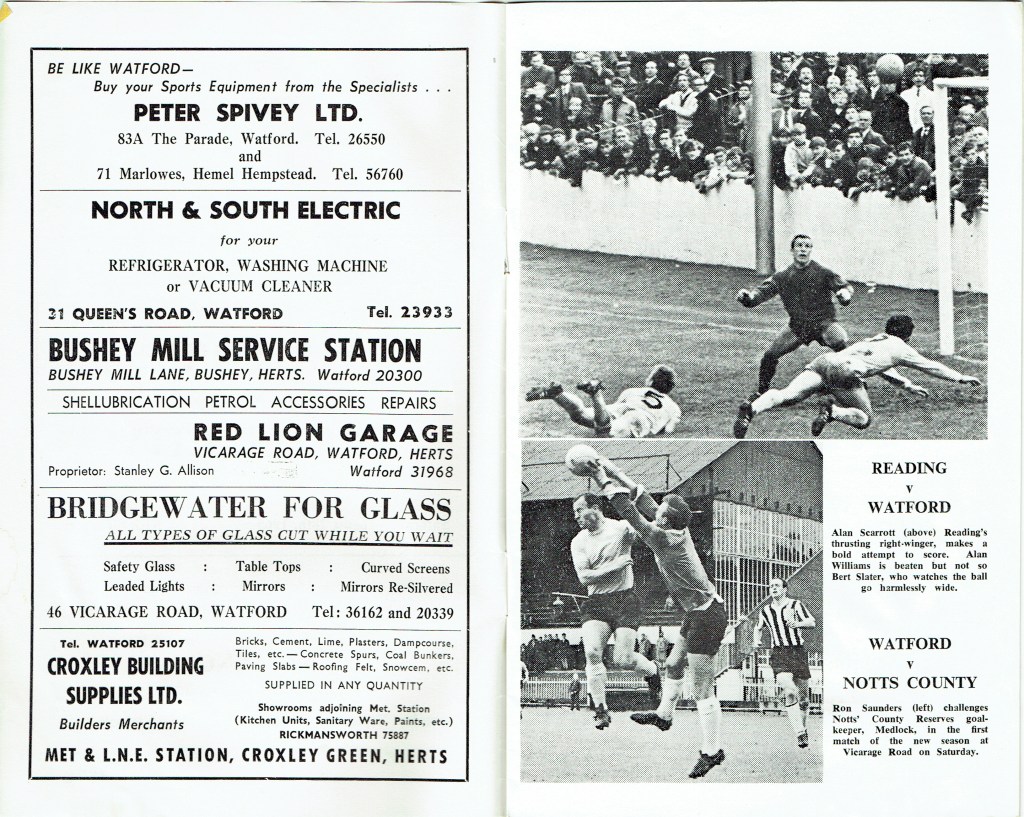 BE LIKE WATFORD—
Buy your Sports Equipment from the Specialists . . .
PETER SPIVEY LTD.
83A The Parade, Watford. Tel. 26550
and
71 Marlowes, Hemel Hempstead. Tel. 56760
NORTH & SOUTH ELECTRIC
for your
REFRIGERATOR, WASHING MACHINE
or VACUUM CLEANER
31 QUEEN'S ROAD, WATFORD Tel. 23933
BUSHEY MILL SERVICE STATION
BUSHEY MILL LANE, BUSHEY, HERTS. Watford 20300
SHELLUBRICATION PETROL ACCESSORIES REPAIRS
RED LION GARAGE
VICARAGE ROAD, WATFORD, HERTS
Proprietor: Stanley G. Allison Watford 31968
BRIDGEWATER FOR GLASS
ALL TYPES OF GLASS CUT WHILE YOU WAIT
Safety Glass : Table Tops : Curved Screens
Leaded Lights : Mirrors : Mirrors Re-Silvered
46 VICARAGE ROAD, WATFORD Tel: 36162 and 20339
Tel. WATFORD 25107
CROXLEY BUILDING
SUPPLIES LTD.
Builders Merchants
Bricks, Cement, Lime, Plasters, Dampcourse,
Tiles, etc.—Concrete Spurs, Coal Bunkers,
Paving Slabs—Roofing Felt, Snowcem, etc.
SUPPLIED IN ANY QUANTITY
Showrooms adjoining Met. Station
(Kitchen Units, Sanitary Ware, Paints, etc.)
RICKMANSWORTH 75887
MET & L.N.E. STATION, CROXLEY GREEN, HERTS
5
READING
v
WATFORD
Alan Scarrott (above) Reading's
thrusting right-winger, makes a
bold attempt to score. Alan
Williams is beaten but not so
Bert Slater, who watches the ball
go harmlessly wide.
WATFORD
v
NOTTS COUNTY
Ron Saunders (left) challenges
Notts' County Reserves goal-
keeper, Medlock, in the first
match of the new season at
Vicarage Road on Saturday.